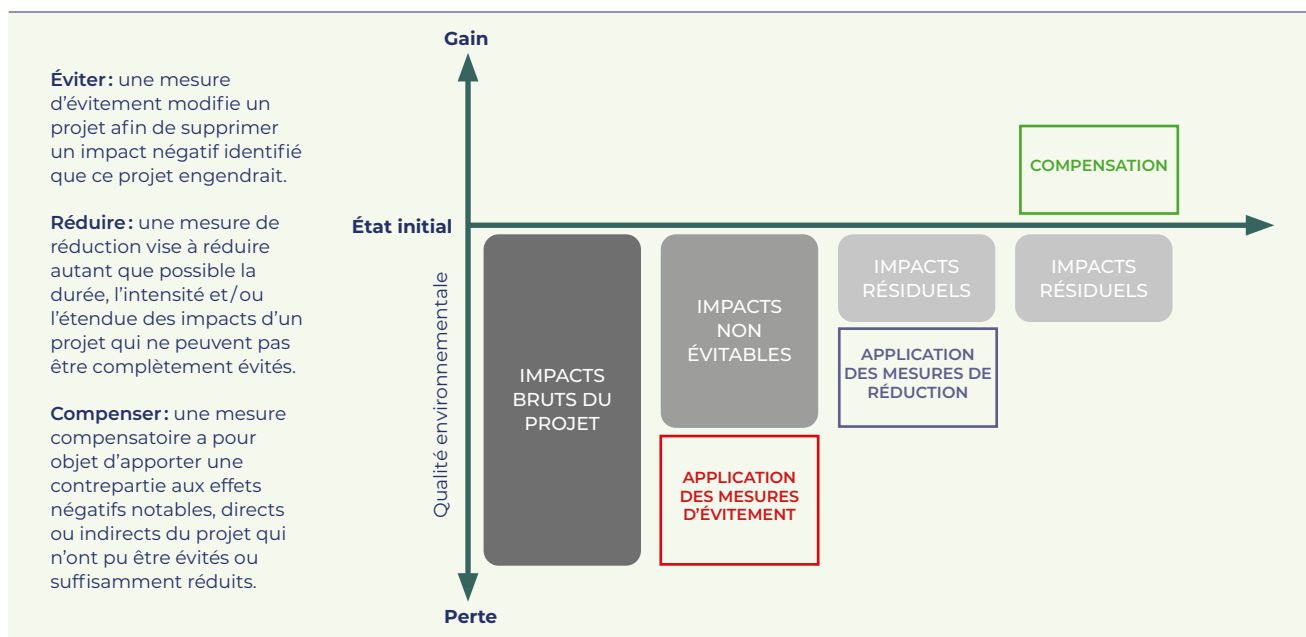 Éviter : une mesure
d’évitement modifie un
projet afin de supprimer
un impact négatif identifié
que ce projet engendrait.
Réduire : une mesure de
réduction vise à réduire
autant que possible la
durée, l’intensité et / ou
l’étendue des impacts d’un
projet qui ne peuvent pas
être complètement évités.
Compenser : une mesure
compensatoire a pour
objet d’apporter une
contrepartie aux effets
négatifs notables, directs
ou indirects du projet qui
n’ont pu être évités ou
suffisamment réduits.
Gain
État initial
Qualité environnementale
Perte
IMPACTS
BRUTS DU
PROJET
IMPACTS
NON
ÉVITABLES
APPLICATION
DES MESURES
D’ÉVITEMENT
IMPACTS
RÉSIDUELS
APPLICATION
DES MESURES DE
RÉDUCTION
COMPENSATION
IMPACTS
RÉSIDUELS